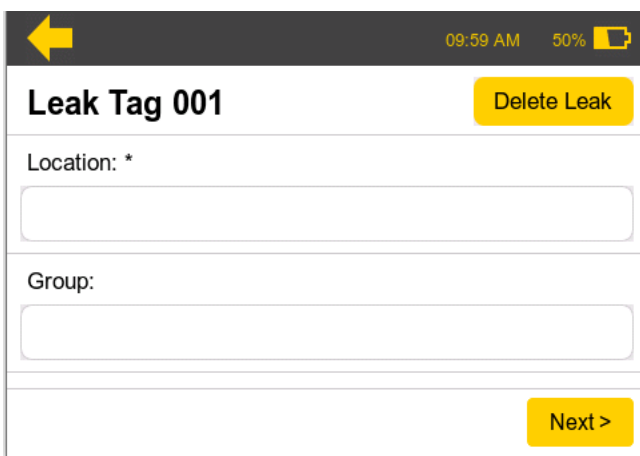 09:59 AM 50%
Leak Tag 001 Delete Leak
Location: *
Group:
Next >